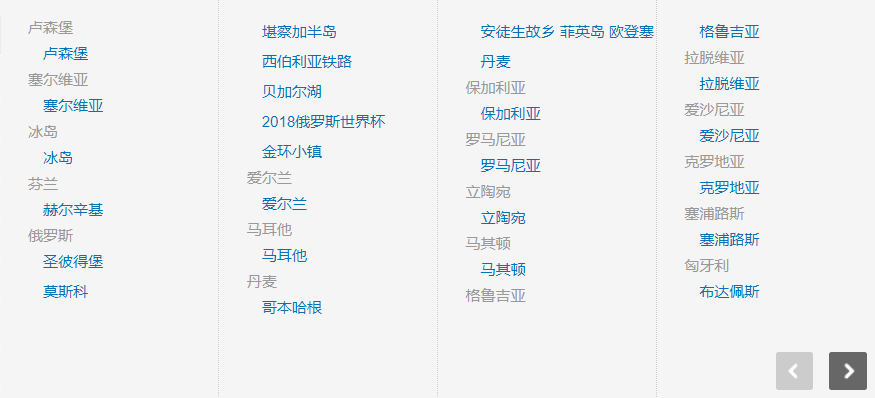 卢森堡
卢森堡
塞尔维亚
塞尔维亚
冰岛
冰岛
芬兰
赫尔辛基
俄罗斯
圣彼得堡
莫斯科
堪察加半岛
西伯利亚铁路
贝加尔湖
2018俄罗斯世界杯
金环小镇
爱尔兰
爱尔兰
马耳他
马耳他
丹麦
哥本哈根
安徒生故乡 菲英岛 欧登塞
丹麦
保加利亚
保加利亚
罗马尼亚
罗马尼亚
立陶宛
立陶宛
马其顿
马其顿
格鲁吉亚
格鲁吉亚
拉脱维亚
拉脱维亚
爱沙尼亚
爱沙尼亚
克罗地亚
克罗地亚
塞浦路斯
塞浦路斯
匈牙利
布达佩斯